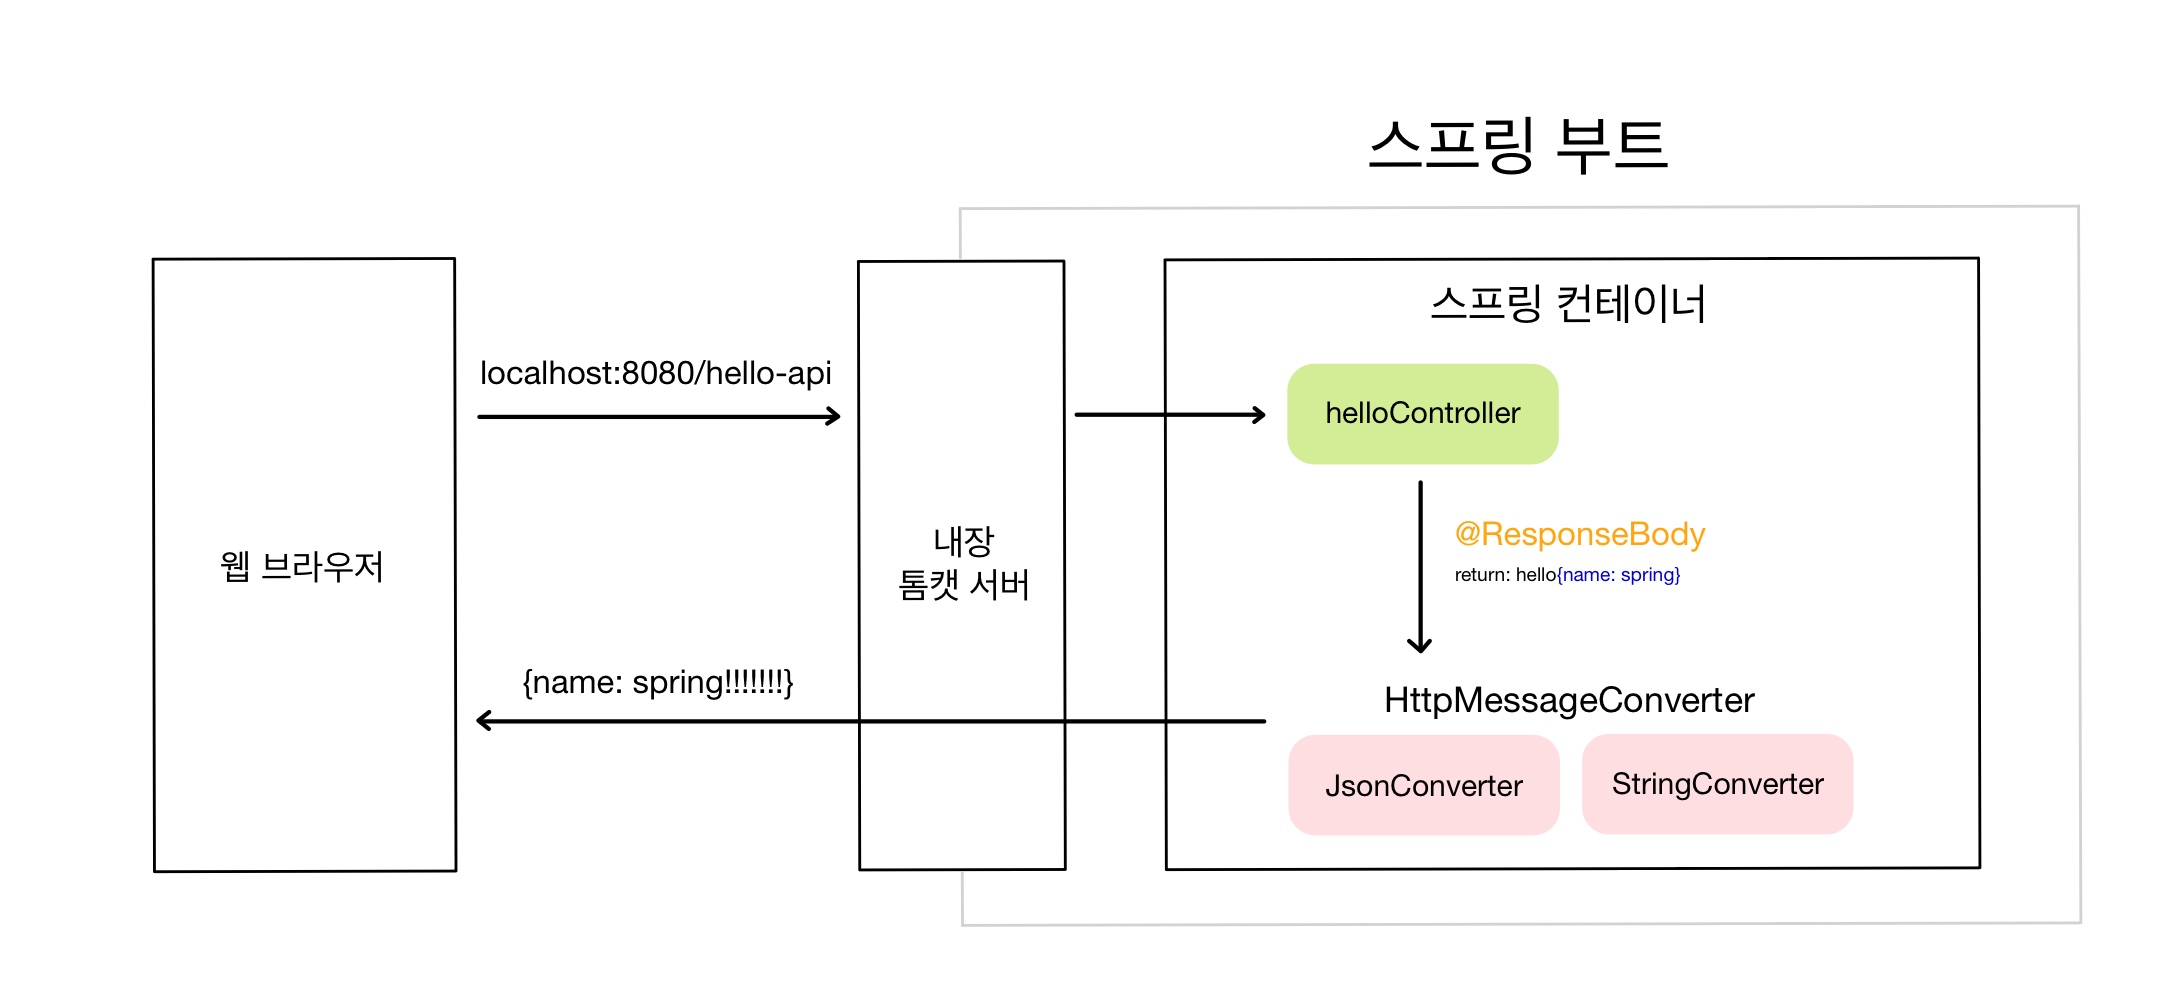 스프링 부트
스프링 컨테이너
localhost:8080/hello-api
helloController
웹 브라우저
내장
톰캣 서버
@ResponseBody
return: hello{name: spring}
{name: spring!!!!!!!}
HttpMessageConverter
JsonConverter
StringConverter